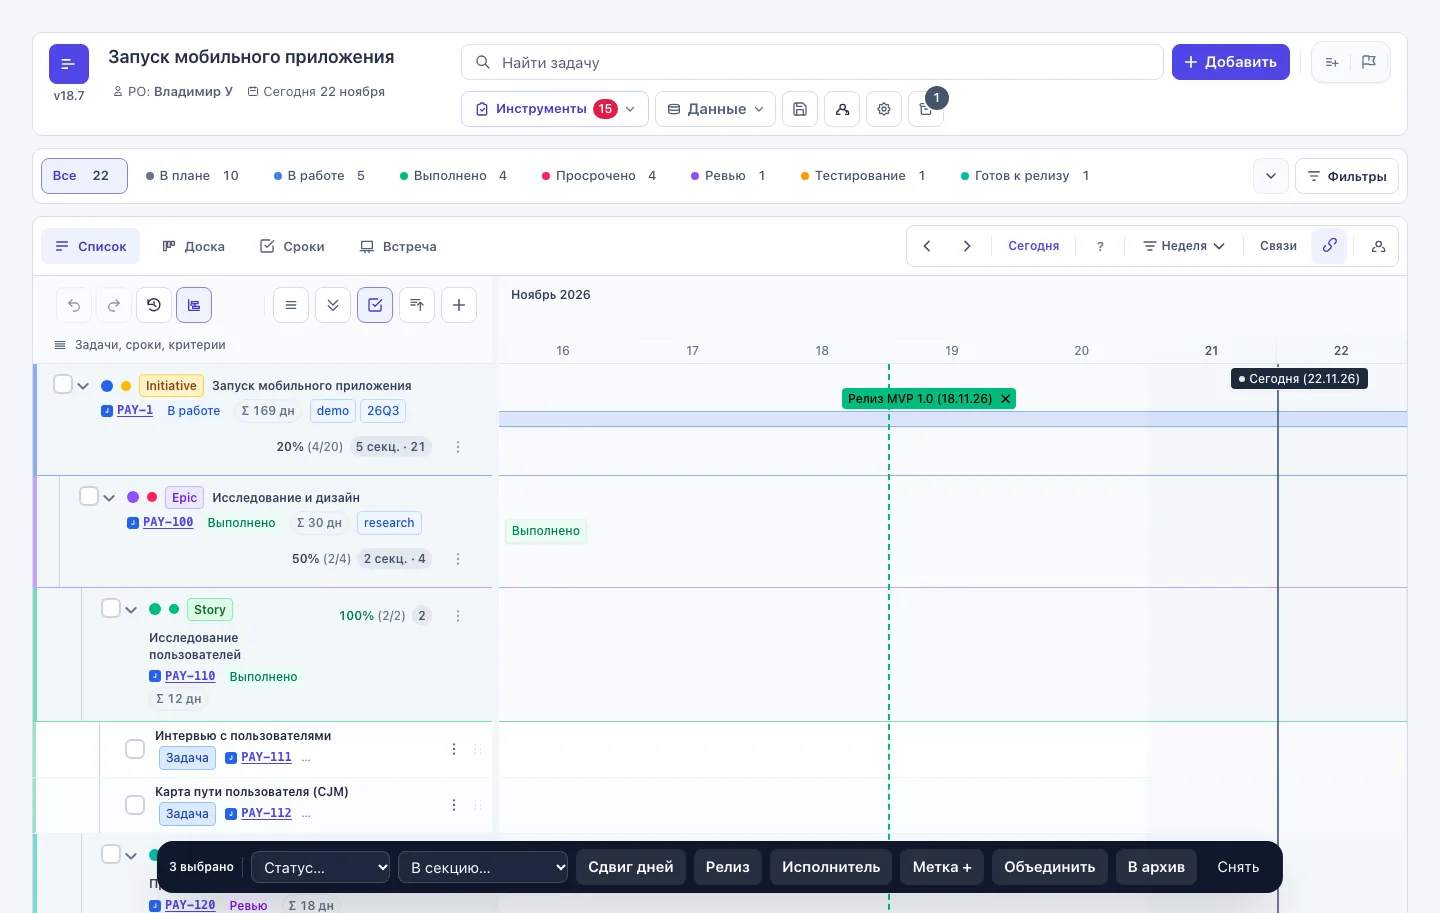 Запуск мобильного приложения
v18.7
PO: Владимир У
Сегодня 22 ноября
Найти задачу
Добавить
Инструменты 15
Данные
1
Все 22
В плане 10
В работе 5
Выполнено 4
Просрочено 4
Ревью 1
Тестирование 1
Готов к релизу 1
Фильтры
Список
Доска
Сроки
Встреча
Сегодня
?
Неделя
Связи
Задачи, сроки, критерии
Ноябрь 2026
16 17 18 19 20 21 22
Сегодня (22.11.26)
Релиз MVP 1.0 (18.11.26)
Initiative Запуск мобильного приложения
PAY-1 В работе Σ 169 дн demo 26Q3
20% (4/20) 5 секц. · 21
Epic Исследование и дизайн
PAY-100 Выполнено Σ 30 дн research
50% (2/4) 2 секц. · 4
Выполнено
Story 100% (2/2) 2
Исследование
пользователей
PAY-110 Выполнено
Σ 12 дн
Интервью с пользователями
Задача PAY-111 ...
Карта пути пользователя (CJM)
Задача PAY-112 ...
3 выбрано
Статус...
В секцию...
Сдвиг дней
Релиз
Исполнитель
Метка +
Объединить
В архив
Снять
PAY-120 Ревью Σ 18 дн